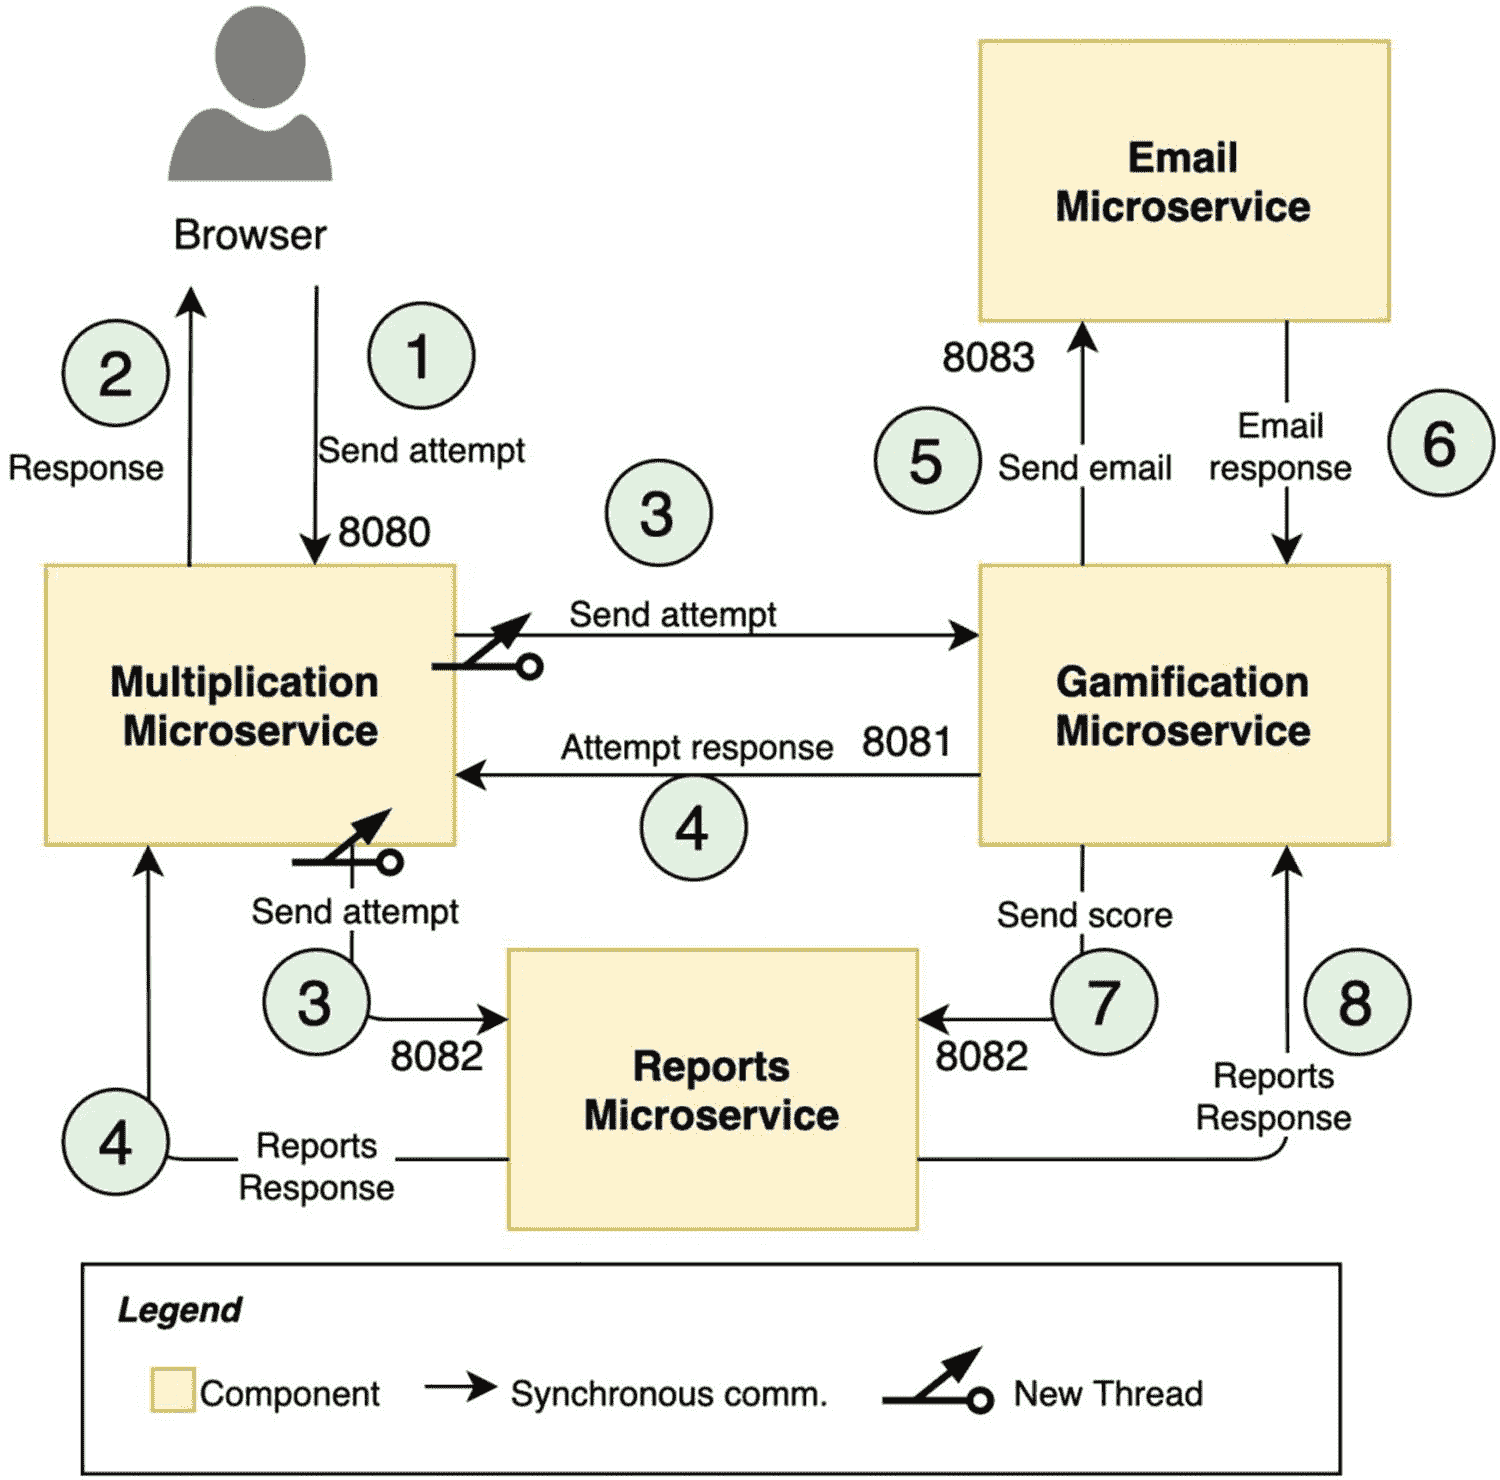 Browser
Email
Microservice
2
1
8083
Response
Send attempt
5
Send email
Email
response
6
8080
3
Send attempt
Multiplication
Microservice
Gamification
Microservice
Attempt response
8081
4
Send attempt
Send score
3
7
8
8082
8082
Reports
Microservice
Reports
Response
4
Reports
Response
Legend
Component
Synchronous comm.
New Thread